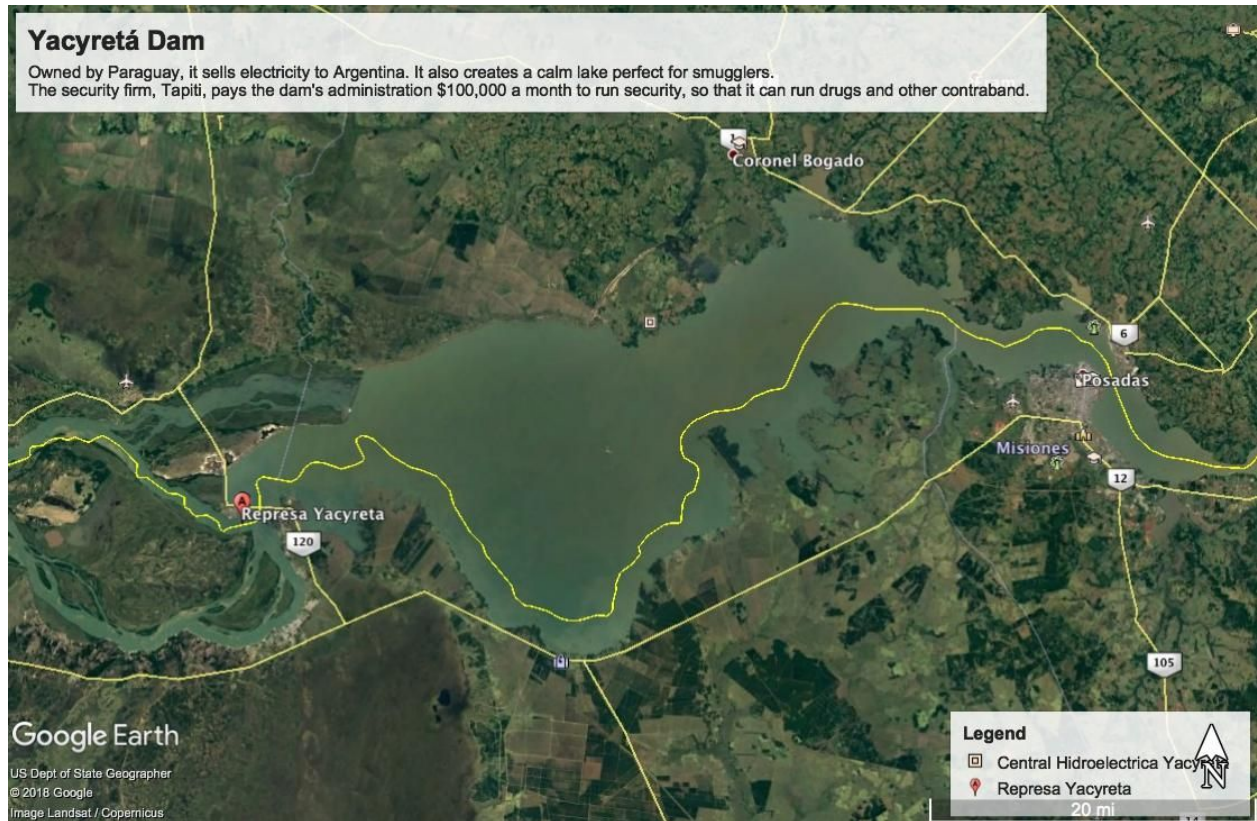 Yacyretá Dam
Owned by Paraguay, it sells electricity to Argentina. It also creates a calm lake perfect for smugglers.
The security firm, Tapiti, pays the dam's administration $100,000 a month to run security, so that it can run drugs and other contraband.
1
Coronel Bogado
6
Posadas
Misiones
12
Represa Yacyreta
120
105
Google Earth
US Dept of State Geographer
© 2018 Google
Image Landsat / Copernicus
Legend
Central Hidroelectrica
Represa Yacyreta
N
20 mi